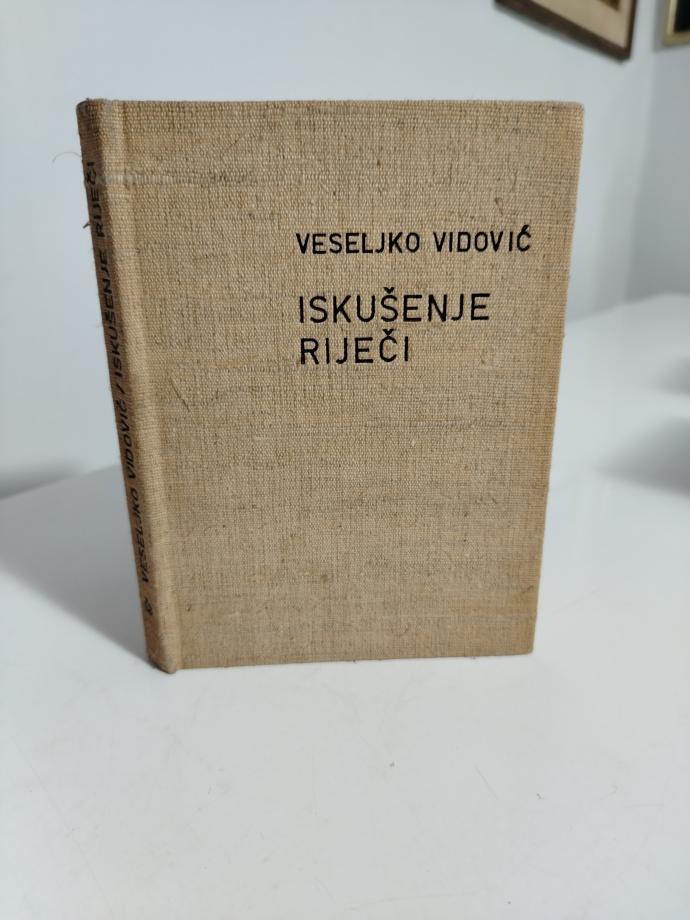 VESELJKO VIDOVIĆ
ISKUŠENJE
RIJEČI
VESELJKO VIDOVIĆ / ISKUŠENJE RIJEČI